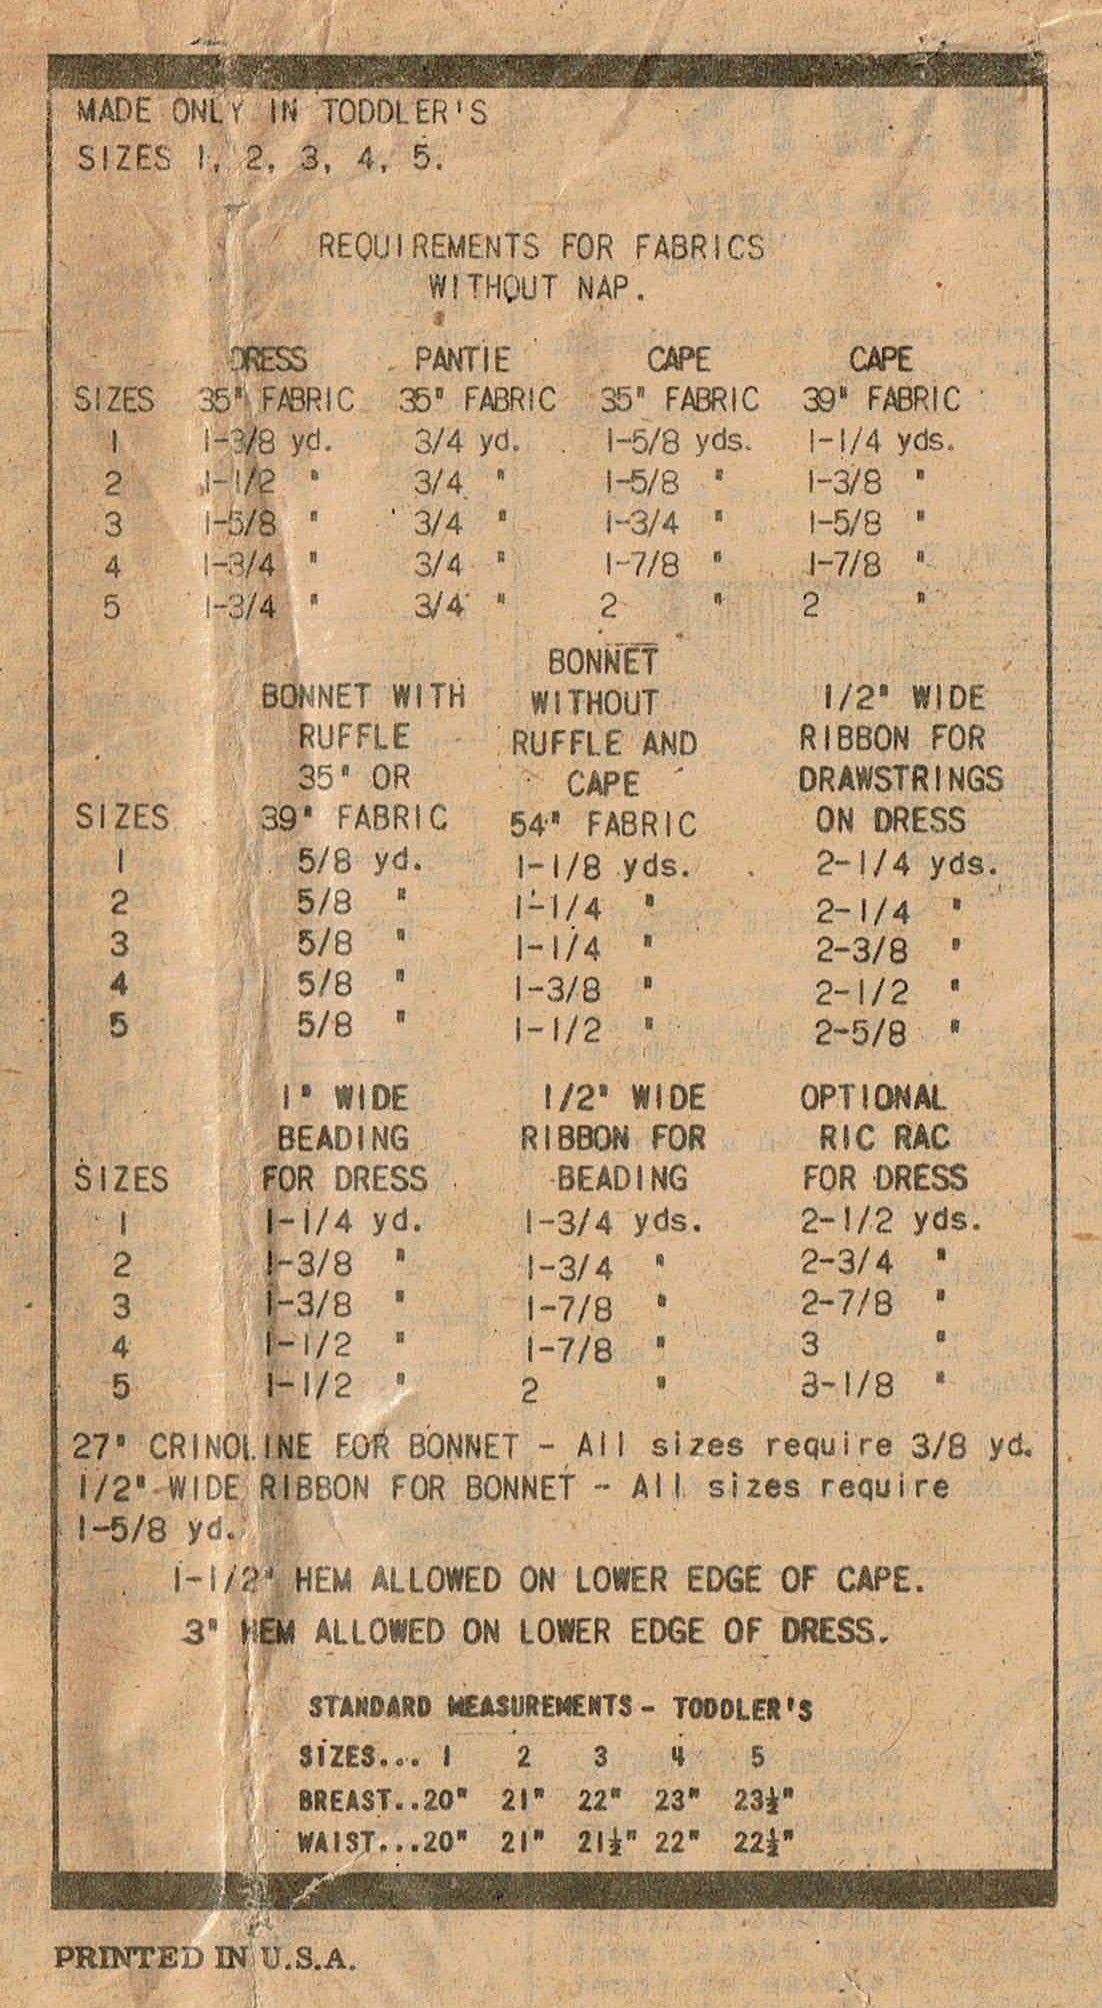 MADE ONLY IN TODDLER'S
SIZES 1, 2, 3, 4, 5.
REQUIREMENTS FOR FABRICS
WITHOUT NAP.
DRESS PANTIE CAPE CAPE
SIZES 35" FABRIC 35" FABRIC 35" FABRIC 39" FABRIC
1 1-3/8 yd. 3/4 yd. 1-5/8 yds. 1-1/4 yds.
2 1-1/2 " 3/4 " 1-5/8 " 1-3/8 "
3 1-5/8 " 3/4 " 1-3/4 " 1-5/8 "
4 1-3/4 " 3/4 " 1-7/8 " 1-7/8 "
5 1-3/4 " 3/4 " 2 " 2 "
BONNET
BONNET WITH WITHOUT 1/2" WIDE
RUFFLE RUFFLE AND RIBBON FOR
35" OR CAPE DRAWSTRINGS
SIZES 39" FABRIC 54" FABRIC ON DRESS
1 5/8 yd. 1-1/8 yds. 2-1/4 yds.
2 5/8 " 1-1/4 " 2-1/4 "
3 5/8 " 1-1/4 " 2-3/8 "
4 5/8 " 1-3/8 " 2-1/2 "
5 5/8 " 1-1/2 " 2-5/8 "
1" WIDE 1/2" WIDE OPTIONAL
BEADING RIBBON FOR RIC RAC
SIZES FOR DRESS BEADING FOR DRESS
1 1-1/4 yd. 1-3/4 yds. 2-1/2 yds.
2 1-3/8 " 1-3/4 " 2-3/4 "
3 1-3/8 " 1-7/8 " 2-7/8 "
4 1-1/2 " 1-7/8 " 3 "
5 1-1/2 " 2 " 3-1/8 "
27" CRINOLINE FOR BONNET - All sizes require 3/8 yd.
1/2" WIDE RIBBON FOR BONNET - All sizes require
1-5/8 yd.
1-1/2" HEM ALLOWED ON LOWER EDGE OF CAPE.
3" HEM ALLOWED ON LOWER EDGE OF DRESS.
STANDARD MEASUREMENTS - TODDLER'S
SIZES... 1 2 3 4 5
BREAST..20" 21" 22" 23" 23½"
WAIST...20" 21" 21½" 22" 22½"
PRINTED IN U.S.A.